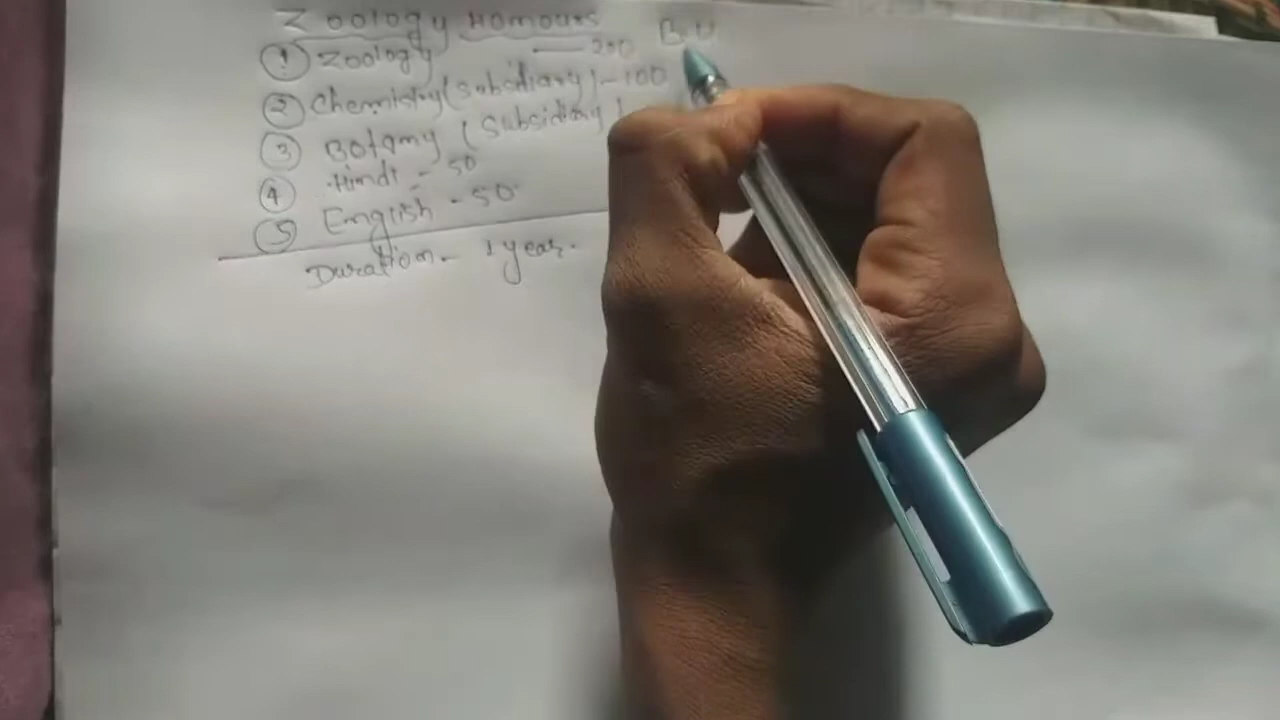 Zoology Honours B.U
① Zoology — 200
② Chemistry (Subsidiary) - 100
③ Botany (Subsidiary)
④ Hindi - 50
⑤ English - 50
Duration - 1 year.